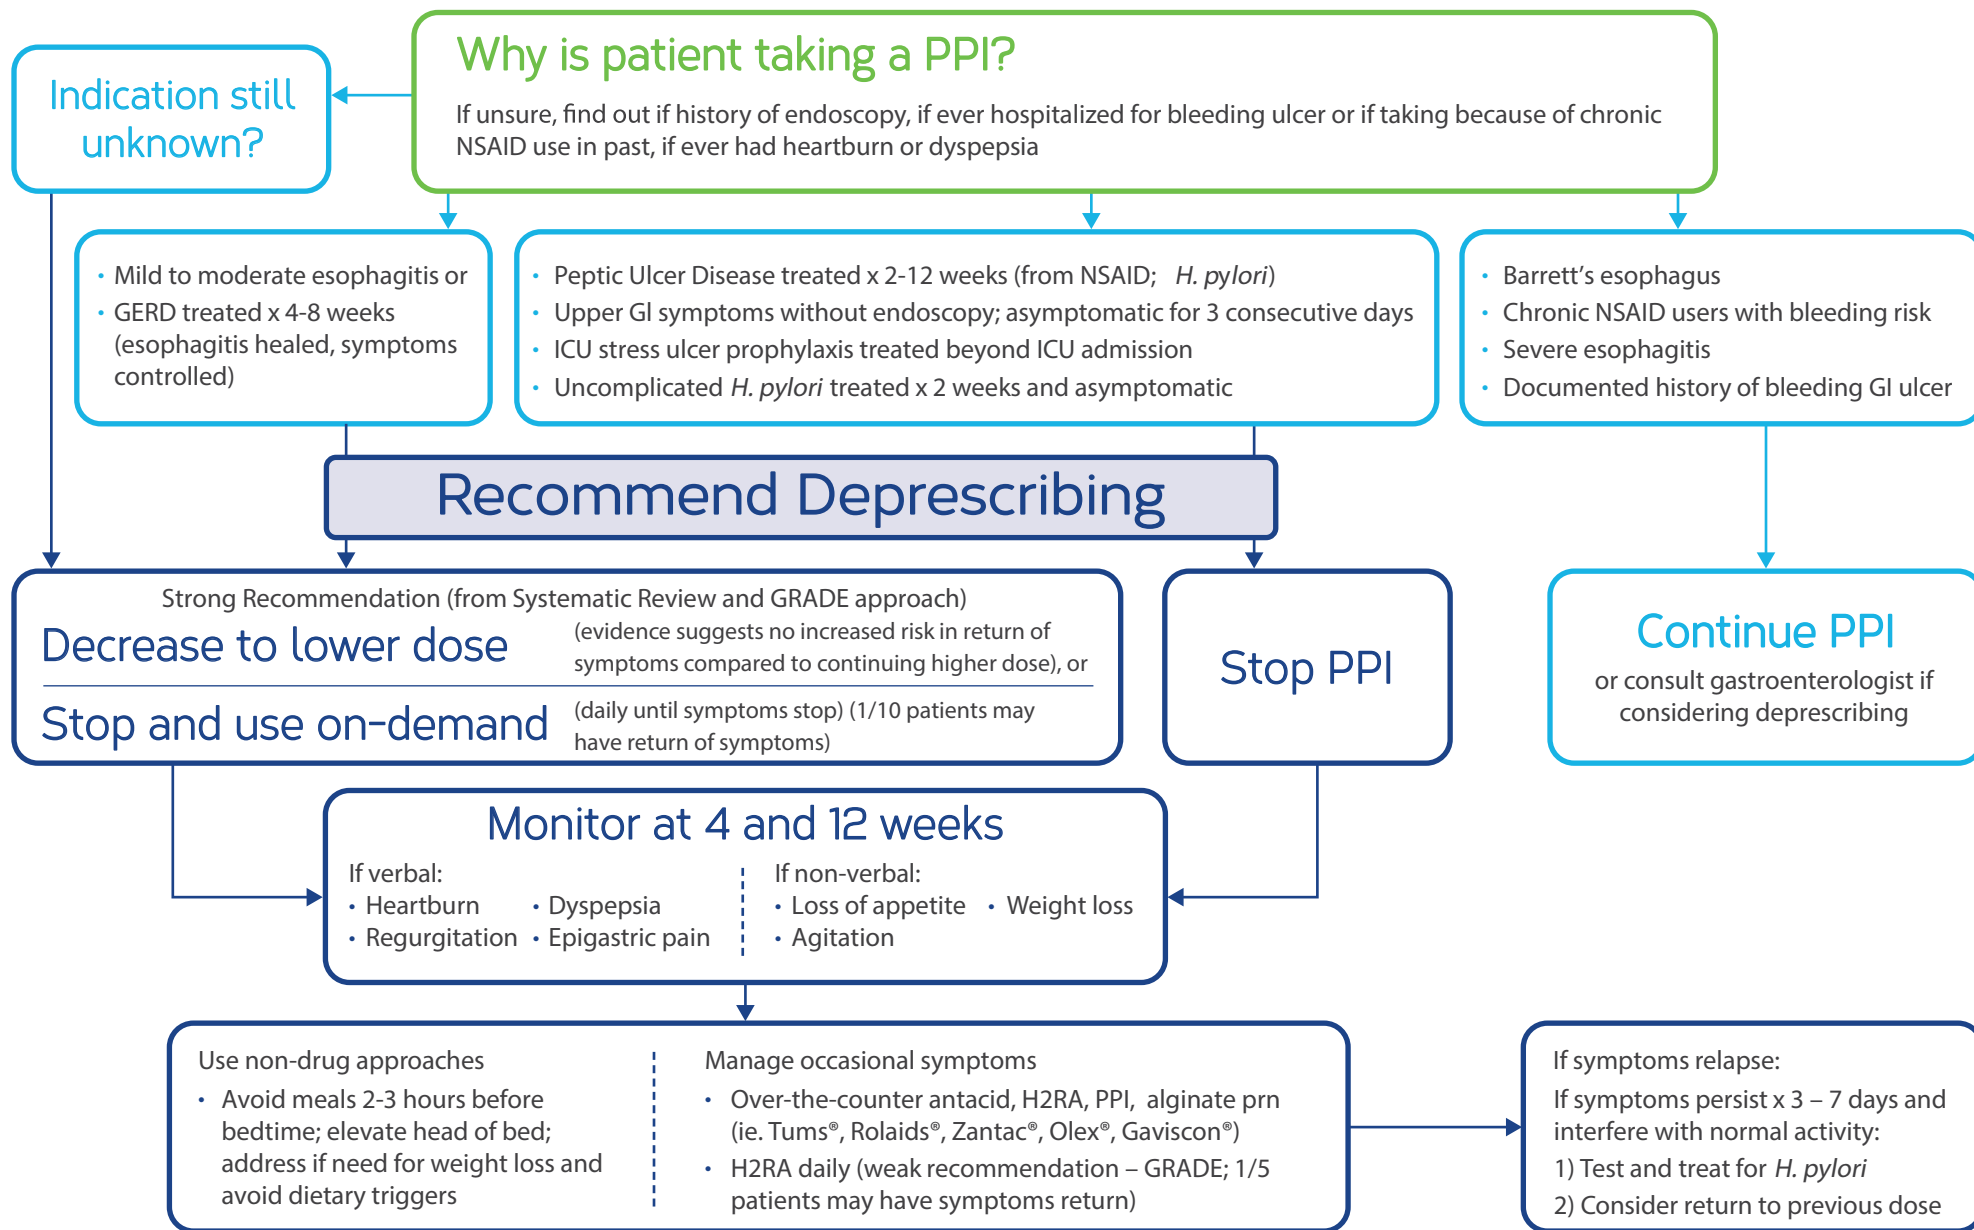 Why is patient taking a PPI?
If unsure, find out if history of endoscopy, if ever hospitalized for bleeding ulcer or if taking because of chronic
NSAID use in past, if ever had heartburn or dyspepsia
Indication still
unknown?
• Mild to moderate esophagitis or
• GERD treated x 4-8 weeks
(esophagitis healed, symptoms
controlled)
• Peptic Ulcer Disease treated x 2-12 weeks (from NSAID; H. pylori)
• Upper GI symptoms without endoscopy; asymptomatic for 3 consecutive days
• ICU stress ulcer prophylaxis treated beyond ICU admission
• Uncomplicated H. pylori treated x 2 weeks and asymptomatic
• Barrett's esophagus
• Chronic NSAID users with bleeding risk
• Severe esophagitis
• Documented history of bleeding GI ulcer
Recommend Deprescribing
Strong Recommendation (from Systematic Review and GRADE approach)
Decrease to lower dose
(evidence suggests no increased risk in return of
symptoms compared to continuing higher dose), or
Stop and use on-demand
(daily until symptoms stop) (1/10 patients may
have return of symptoms)
Stop PPI
Continue PPI
or consult gastroenterologist if
considering deprescribing
Monitor at 4 and 12 weeks
If verbal:
• Heartburn • Dyspepsia
• Regurgitation • Epigastric pain
If non-verbal:
• Loss of appetite • Weight loss
• Agitation
Use non-drug approaches
• Avoid meals 2-3 hours before
bedtime; elevate head of bed;
address if need for weight loss and
avoid dietary triggers
Manage occasional symptoms
• Over-the-counter antacid, H2RA, PPI, alginate prn
(ie. Tums®, Rolaids®, Zantac®, Olex®, Gaviscon®)
• H2RA daily (weak recommendation – GRADE; 1/5
patients may have symptoms return)
If symptoms relapse:
If symptoms persist x 3 – 7 days and
interfere with normal activity:
1) Test and treat for H. pylori
2) Consider return to previous dose